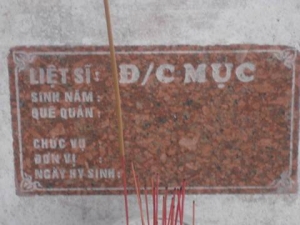 LIỆT SĨ: Đ/C MỤC
SINH NĂM:
QUÊ QUÁN:
CHỨC VỤ
ĐƠN VỊ :
NGÀY HY SINH: